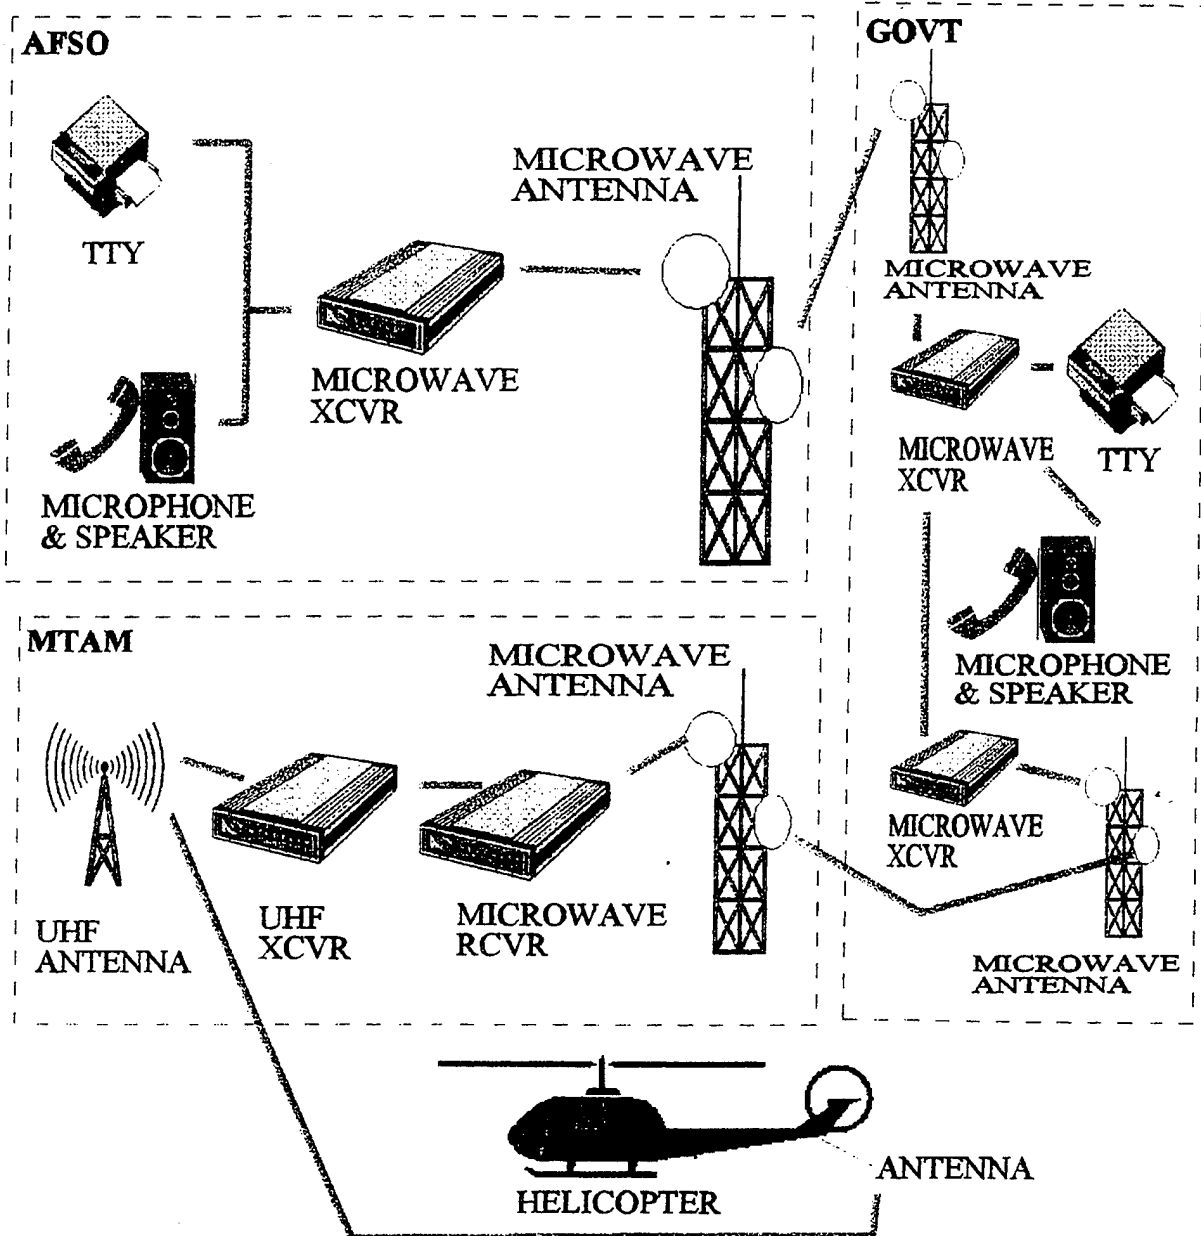 AFSO
TTY
MICROPHONE
& SPEAKER
MICROWAVE
XCVR
MICROWAVE
ANTENNA
GOVT
MICROWAVE
ANTENNA
MICROWAVE
XCVR
TTY
MICROPHONE
& SPEAKER
MICROWAVE
XCVR
MICROWAVE
ANTENNA
MTAM
UHF
ANTENNA
UHF
XCVR
MICROWAVE
RCVR
MICROWAVE
ANTENNA
HELICOPTER
ANTENNA